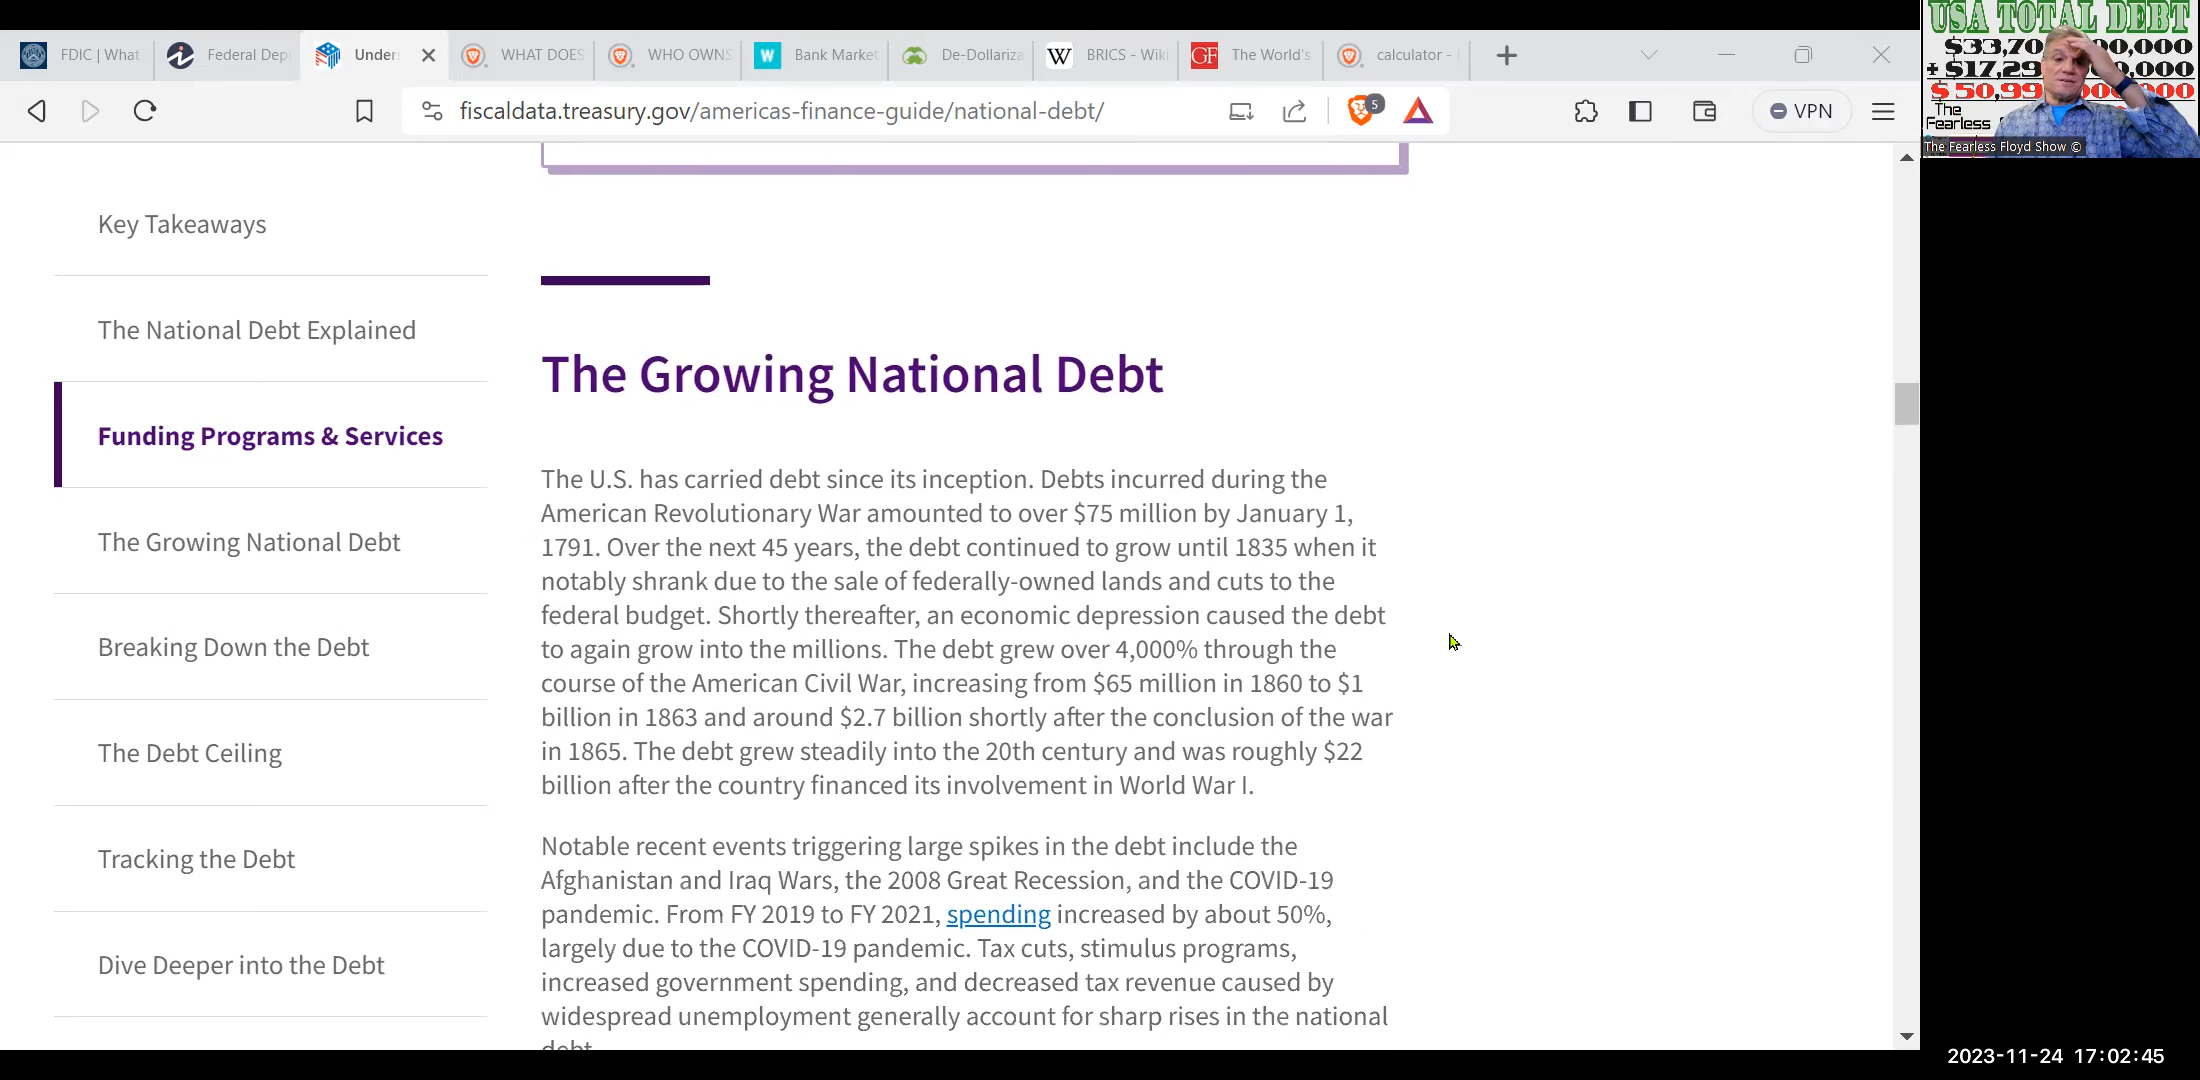 FDIC | What
Federal Dep
Under
WHAT DOES
WHO OWNS
Bank Market
De-Dollariza
W
BRICS - Wiki
GF
The World's
calculator -
fiscaldata.treasury.gov/americas-finance-guide/national-debt/
5
VPN
USA TOTAL DEBT
The
Fearless
The Fearless Floyd Show ©
Key Takeaways
The National Debt Explained
Funding Programs & Services
The Growing National Debt
Breaking Down the Debt
The Debt Ceiling
Tracking the Debt
Dive Deeper into the Debt
The Growing National Debt
The U.S. has carried debt since its inception. Debts incurred during the
American Revolutionary War amounted to over $75 million by January 1,
1791. Over the next 45 years, the debt continued to grow until 1835 when it
notably shrank due to the sale of federally-owned lands and cuts to the
federal budget. Shortly thereafter, an economic depression caused the debt
to again grow into the millions. The debt grew over 4,000% through the
course of the American Civil War, increasing from $65 million in 1860 to $1
billion in 1863 and around $2.7 billion shortly after the conclusion of the war
in 1865. The debt grew steadily into the 20th century and was roughly $22
billion after the country financed its involvement in World War I.
Notable recent events triggering large spikes in the debt include the
Afghanistan and Iraq Wars, the 2008 Great Recession, and the COVID-19
pandemic. From FY 2019 to FY 2021, spending increased by about 50%,
largely due to the COVID-19 pandemic. Tax cuts, stimulus programs,
increased government spending, and decreased tax revenue caused by
widespread unemployment generally account for sharp rises in the national
debt.
2023-11-24 17:02:45